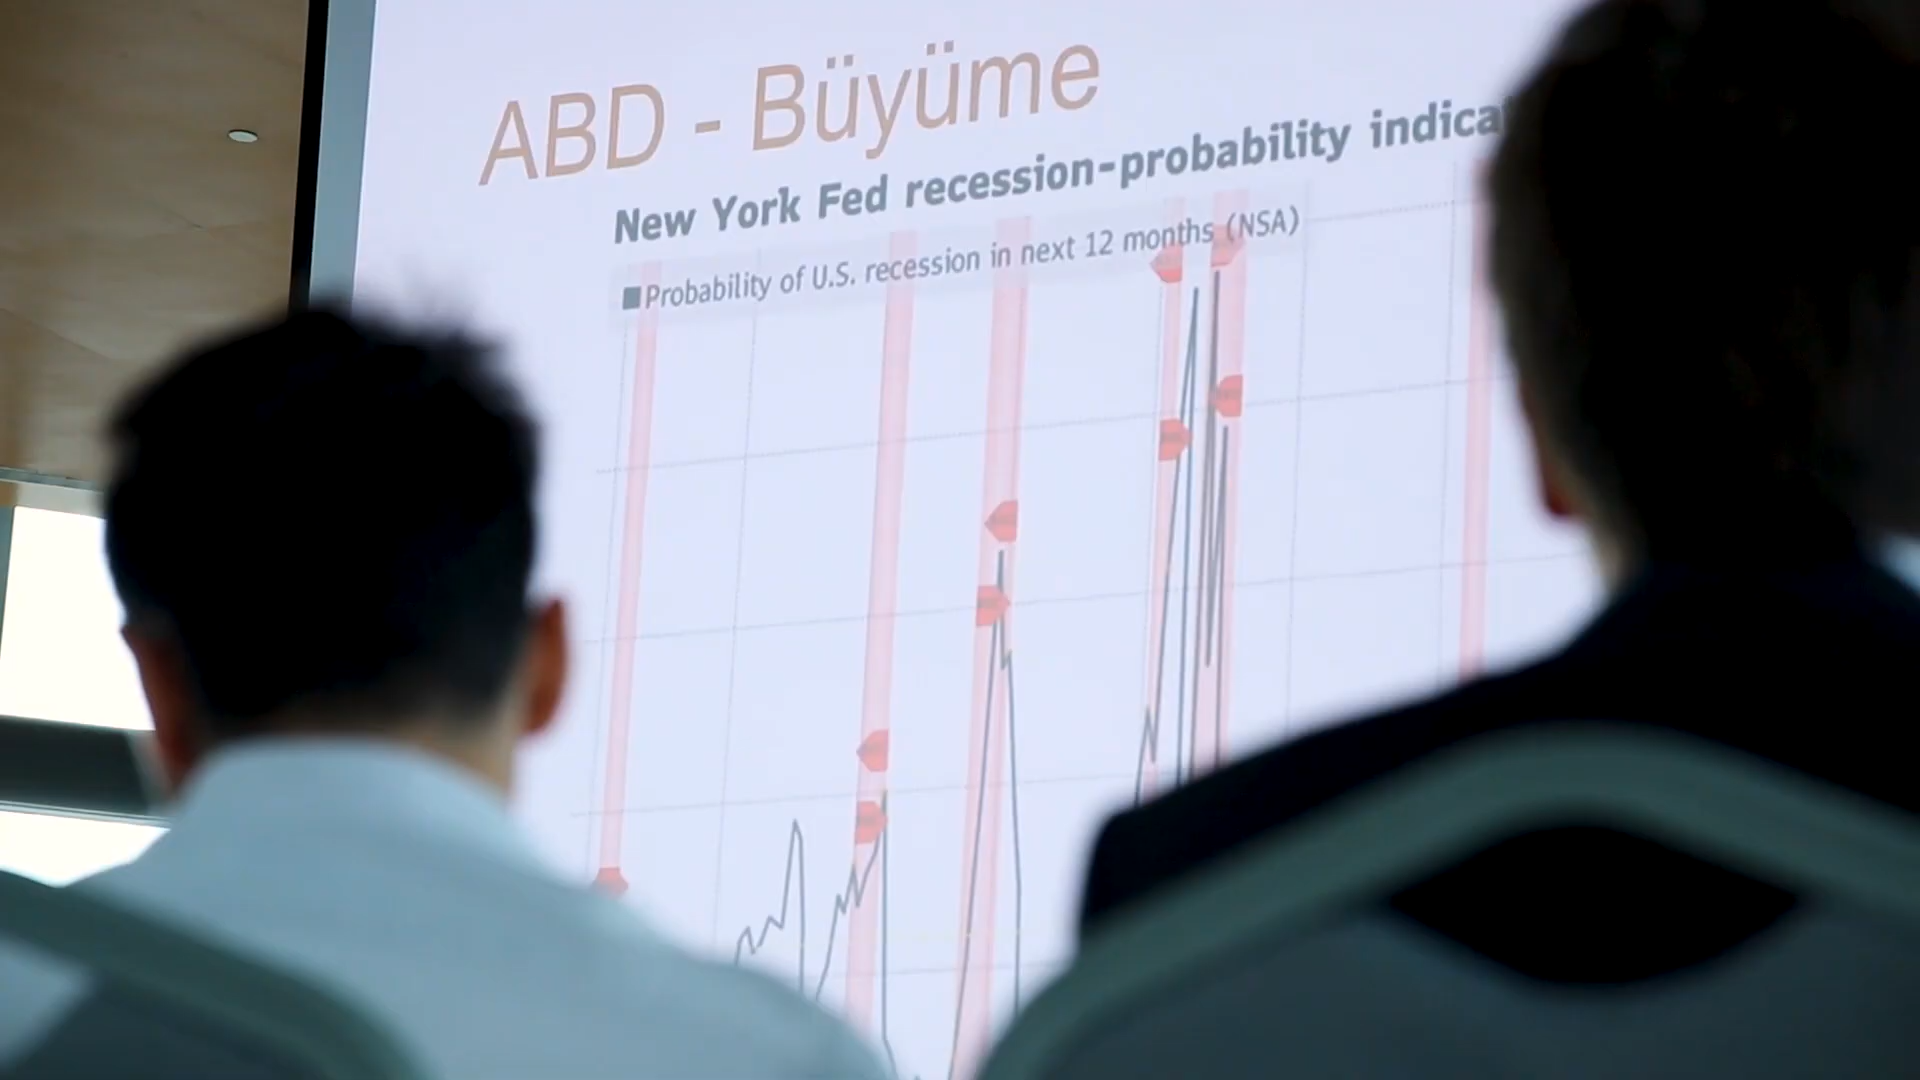 ABD - Büyüme
New York Fed recession-probability indica
Probability of U.S. recession in next 12 months (NSA)